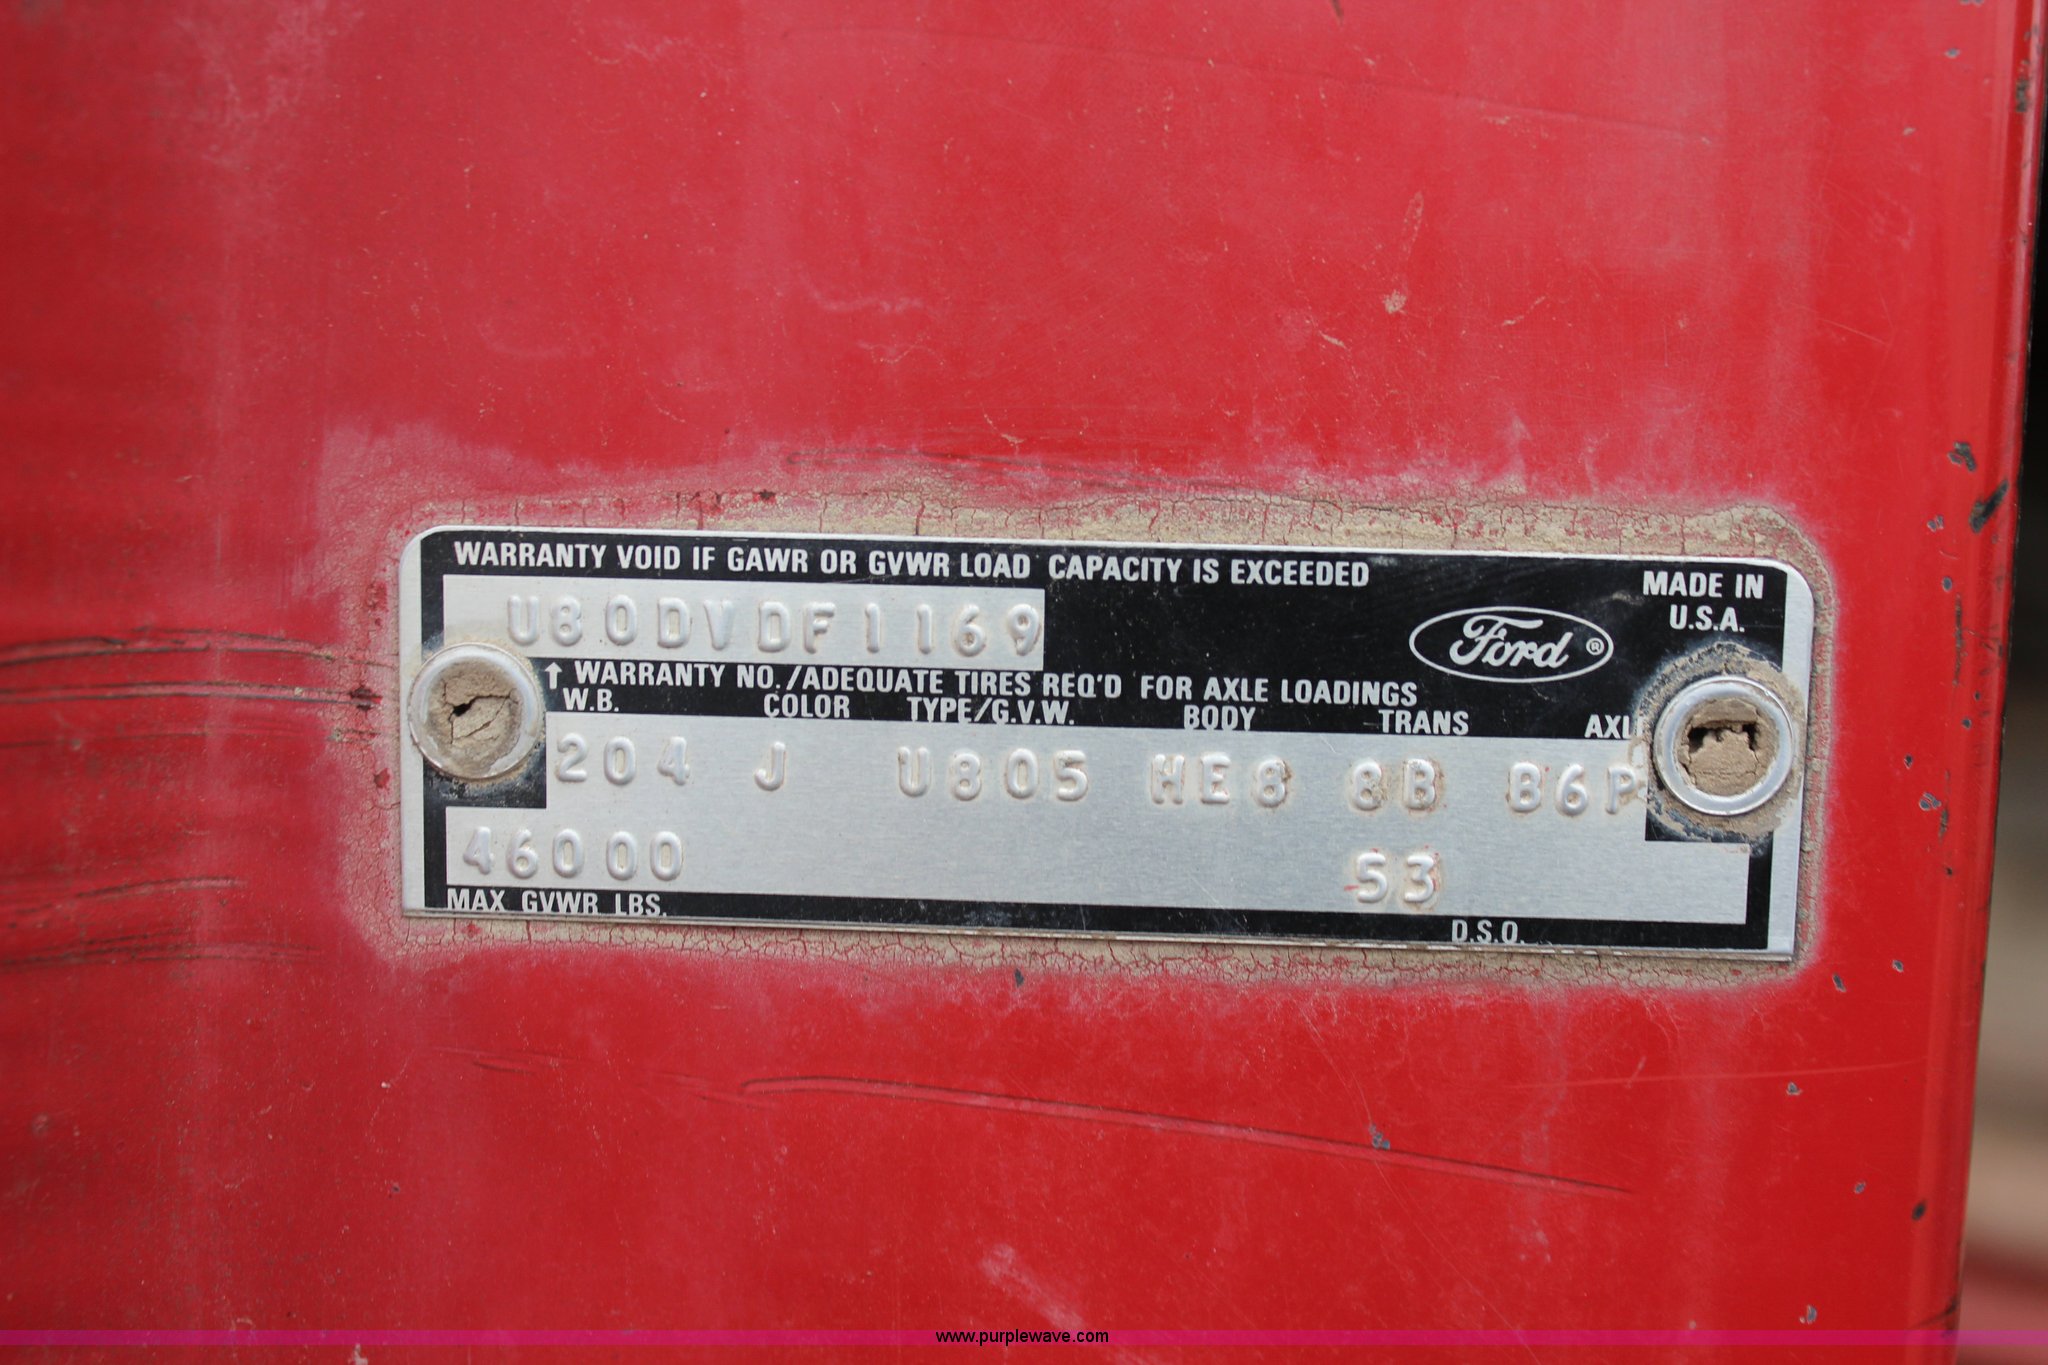 WARRANTY VOID IF GAWR OR GVWR LOAD CAPACITY IS EXCEEDED
MADE IN
U.S.A.
U80DVDF1169
Ford ®
↑ WARRANTY NO./ADEQUATE TIRES REQ'D FOR AXLE LOADINGS
W.B. COLOR TYPE/G.V.W. BODY TRANS AXL
204 J U805 HE8 8B B6P
46000 53
MAX GVWR LBS. D.S.O.
www.purplewave.com